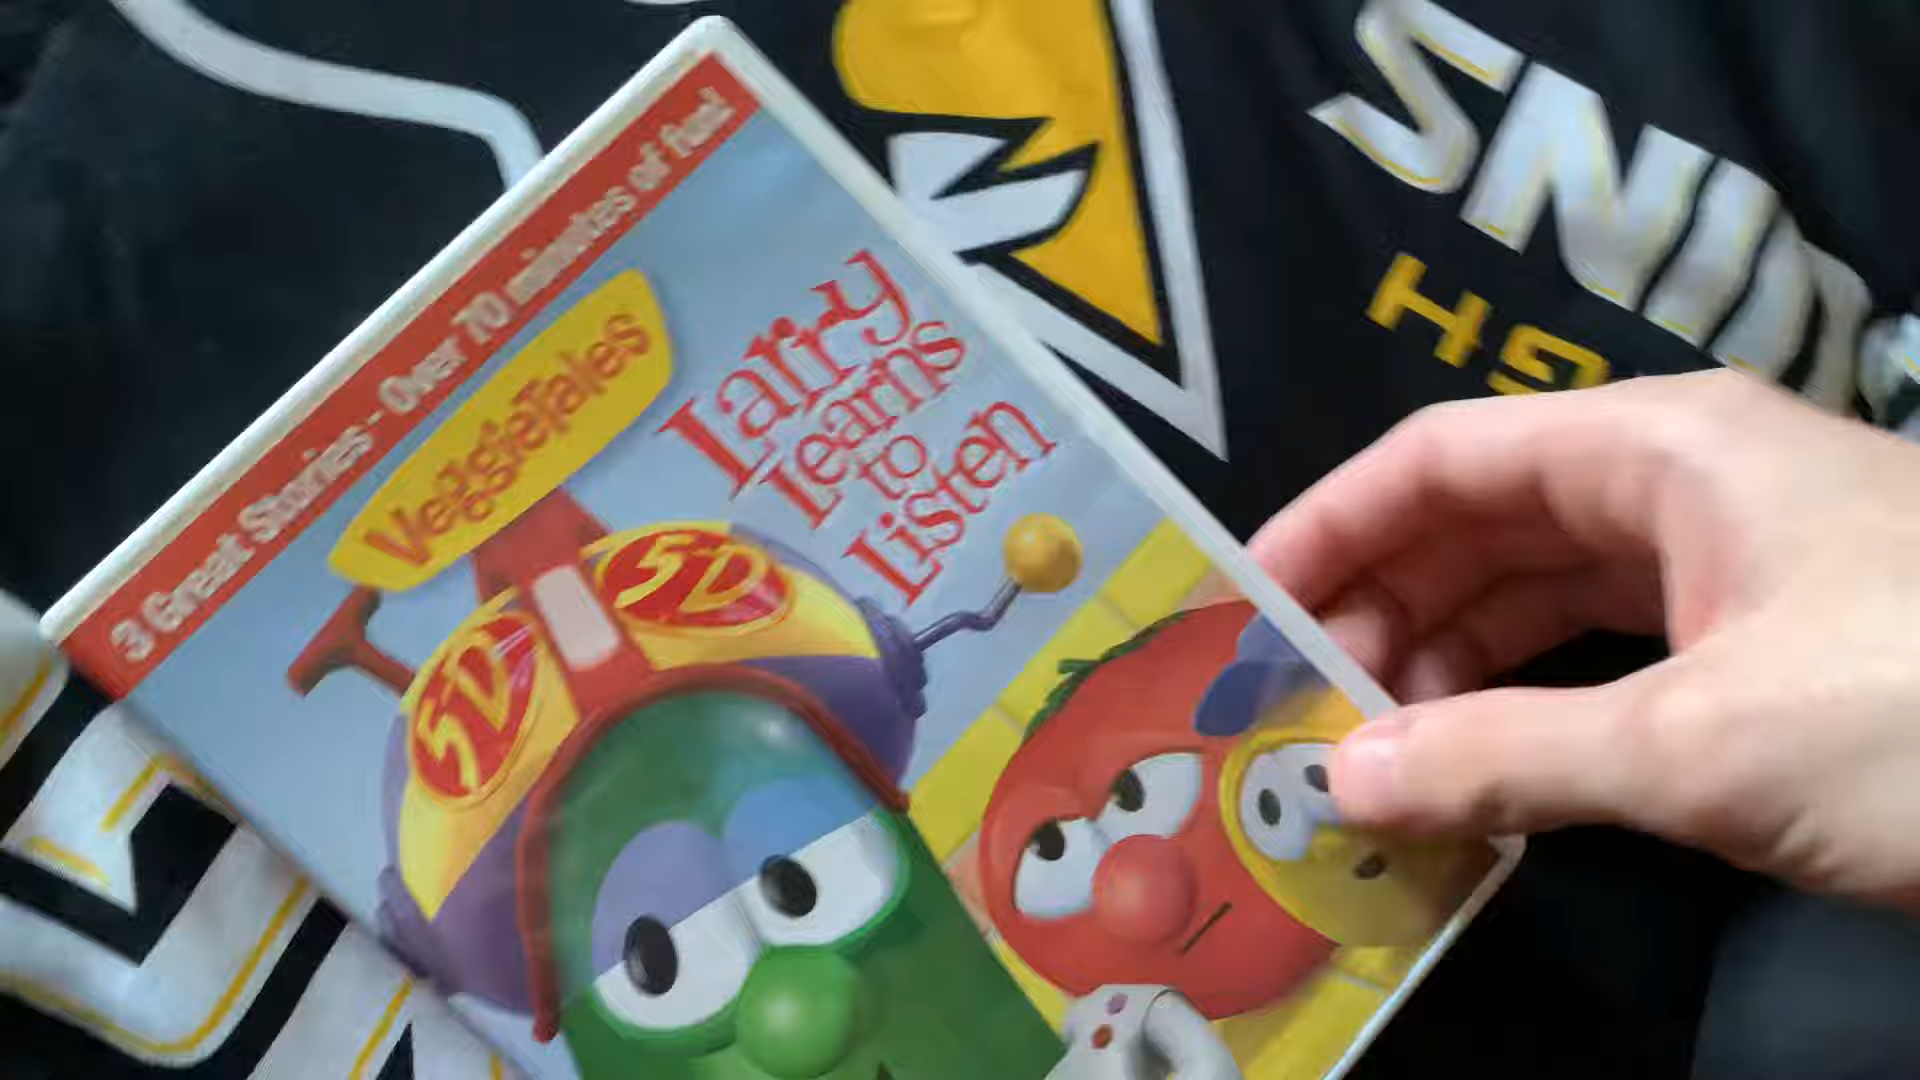 3 Great Stories - Over 70 minutes of fun!
VeggieTales
Larry
Learns
to
Listen
5D
5D